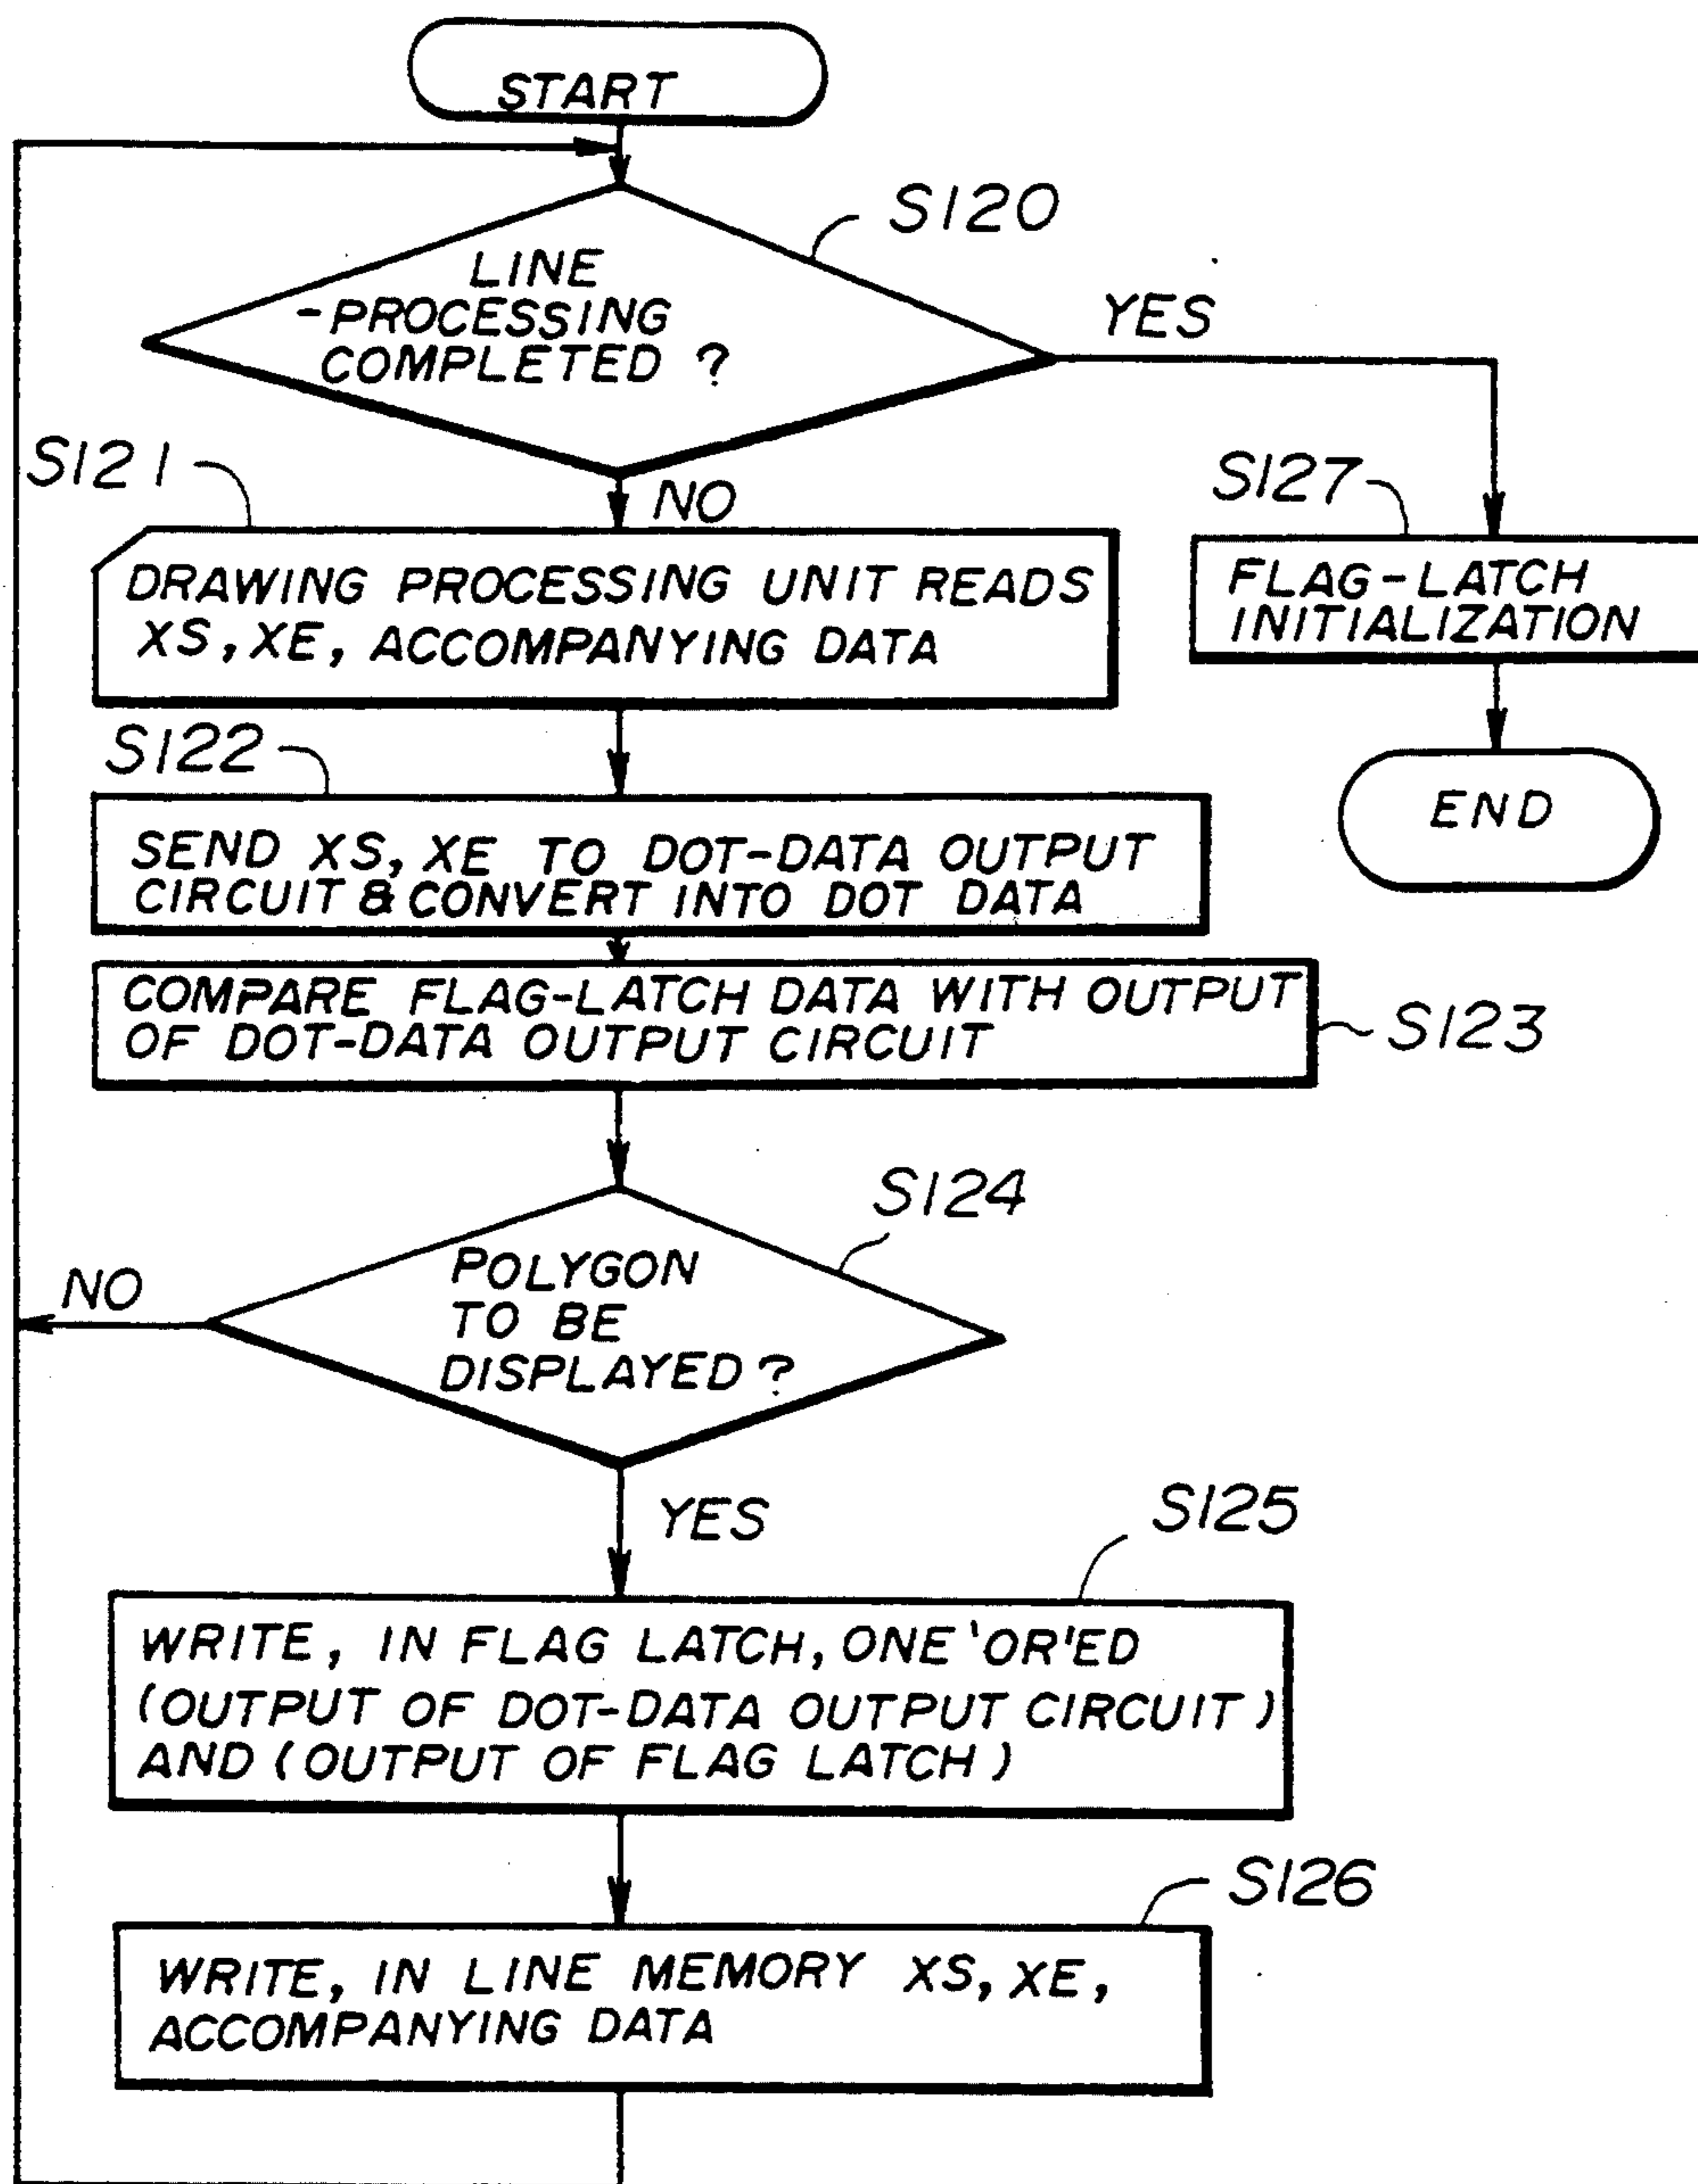 START
S120
LINE
-PROCESSING
COMPLETED ?
YES
S121
NO
S127
DRAWING PROCESSING UNIT READS
XS, XE, ACCOMPANYING DATA
FLAG-LATCH
INITIALIZATION
S122
END
SEND XS, XE TO DOT-DATA OUTPUT
CIRCUIT & CONVERT INTO DOT DATA
COMPARE FLAG-LATCH DATA WITH OUTPUT
OF DOT-DATA OUTPUT CIRCUIT
S123
S124
POLYGON
TO BE
DISPLAYED ?
NO
YES
S125
WRITE, IN FLAG LATCH, ONE 'OR'ED
(OUTPUT OF DOT-DATA OUTPUT CIRCUIT)
AND (OUTPUT OF FLAG LATCH)
S126
WRITE, IN LINE MEMORY XS, XE,
ACCOMPANYING DATA